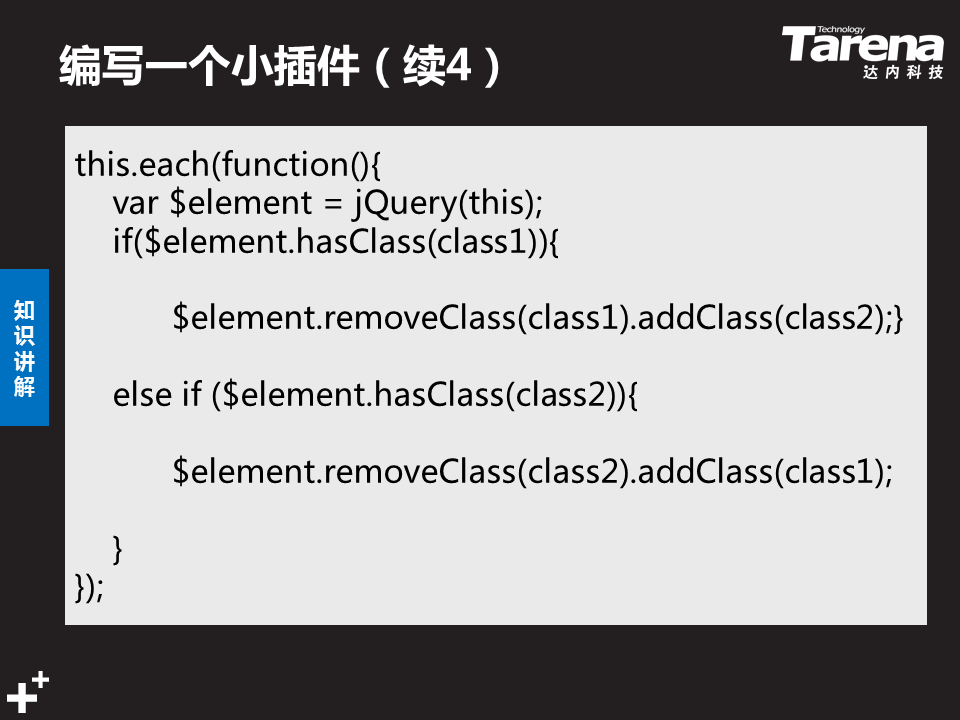 编写一个小插件（续4）
Technology
Tarena
达内科技
this.each(function(){
var $element = jQuery(this);
if($element.hasClass(class1)){
$element.removeClass(class1).addClass(class2);}
else if ($element.hasClass(class2)){
$element.removeClass(class2).addClass(class1);
}
});
知
识
讲
解